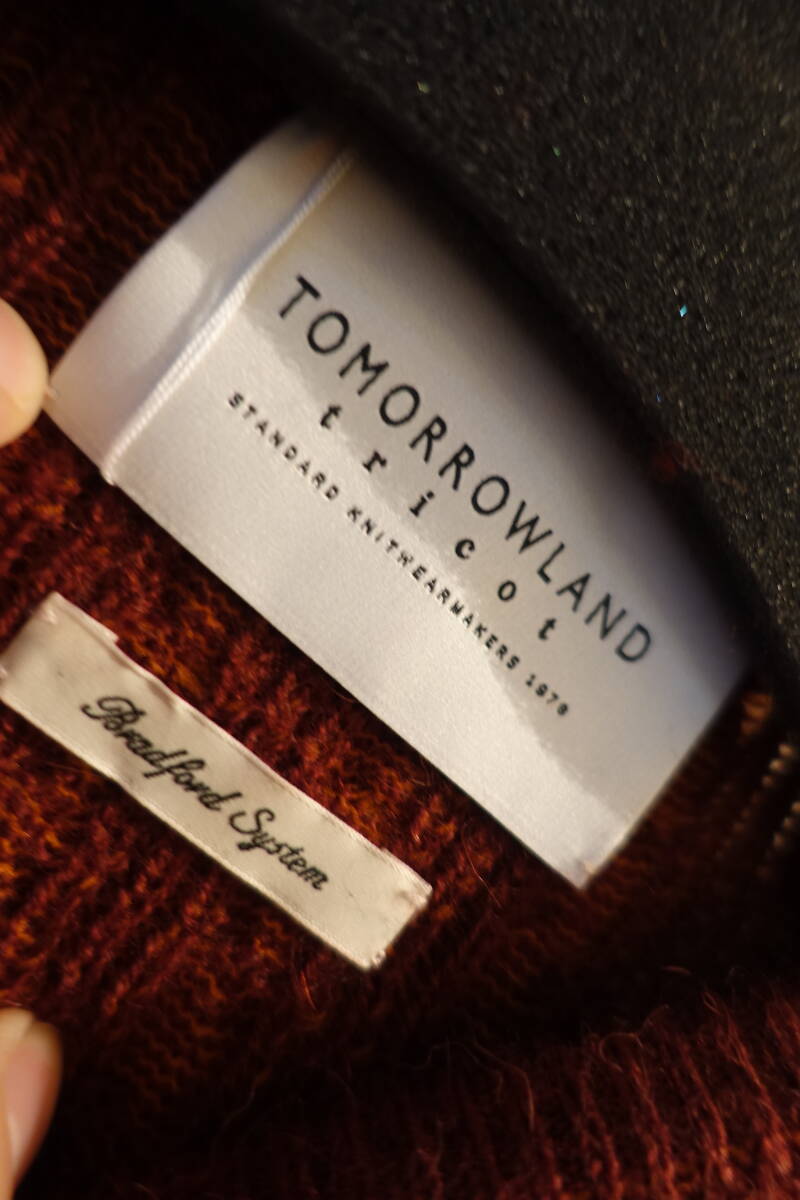 TOMORROWLAND
tricot
STANDARD KNITWEARMAKERS 1978
Bradford System